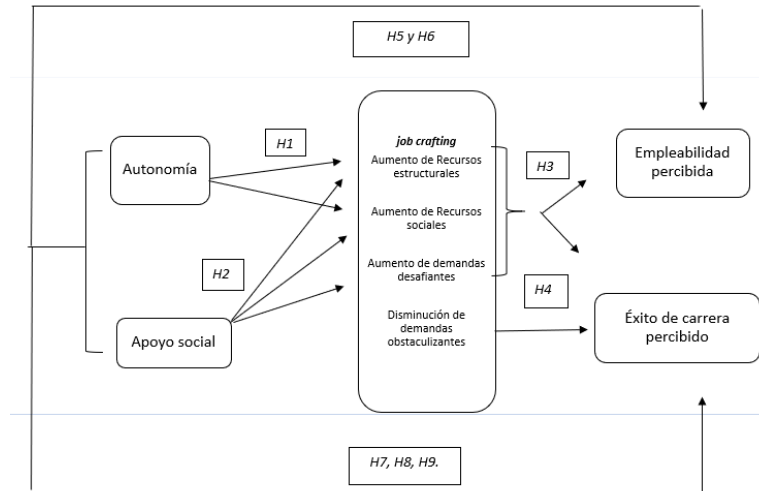 H5 y H6
H1
Autonomía
H2
Apoyo social
job crafting
Aumento de Recursos
estructurales
Aumento de Recursos
sociales
Aumento de demandas
desafiantes
Disminución de
demandas
obstaculizantes
H3
H4
Empleabilidad
percibida
Éxito de carrera
percibido
H7, H8, H9.